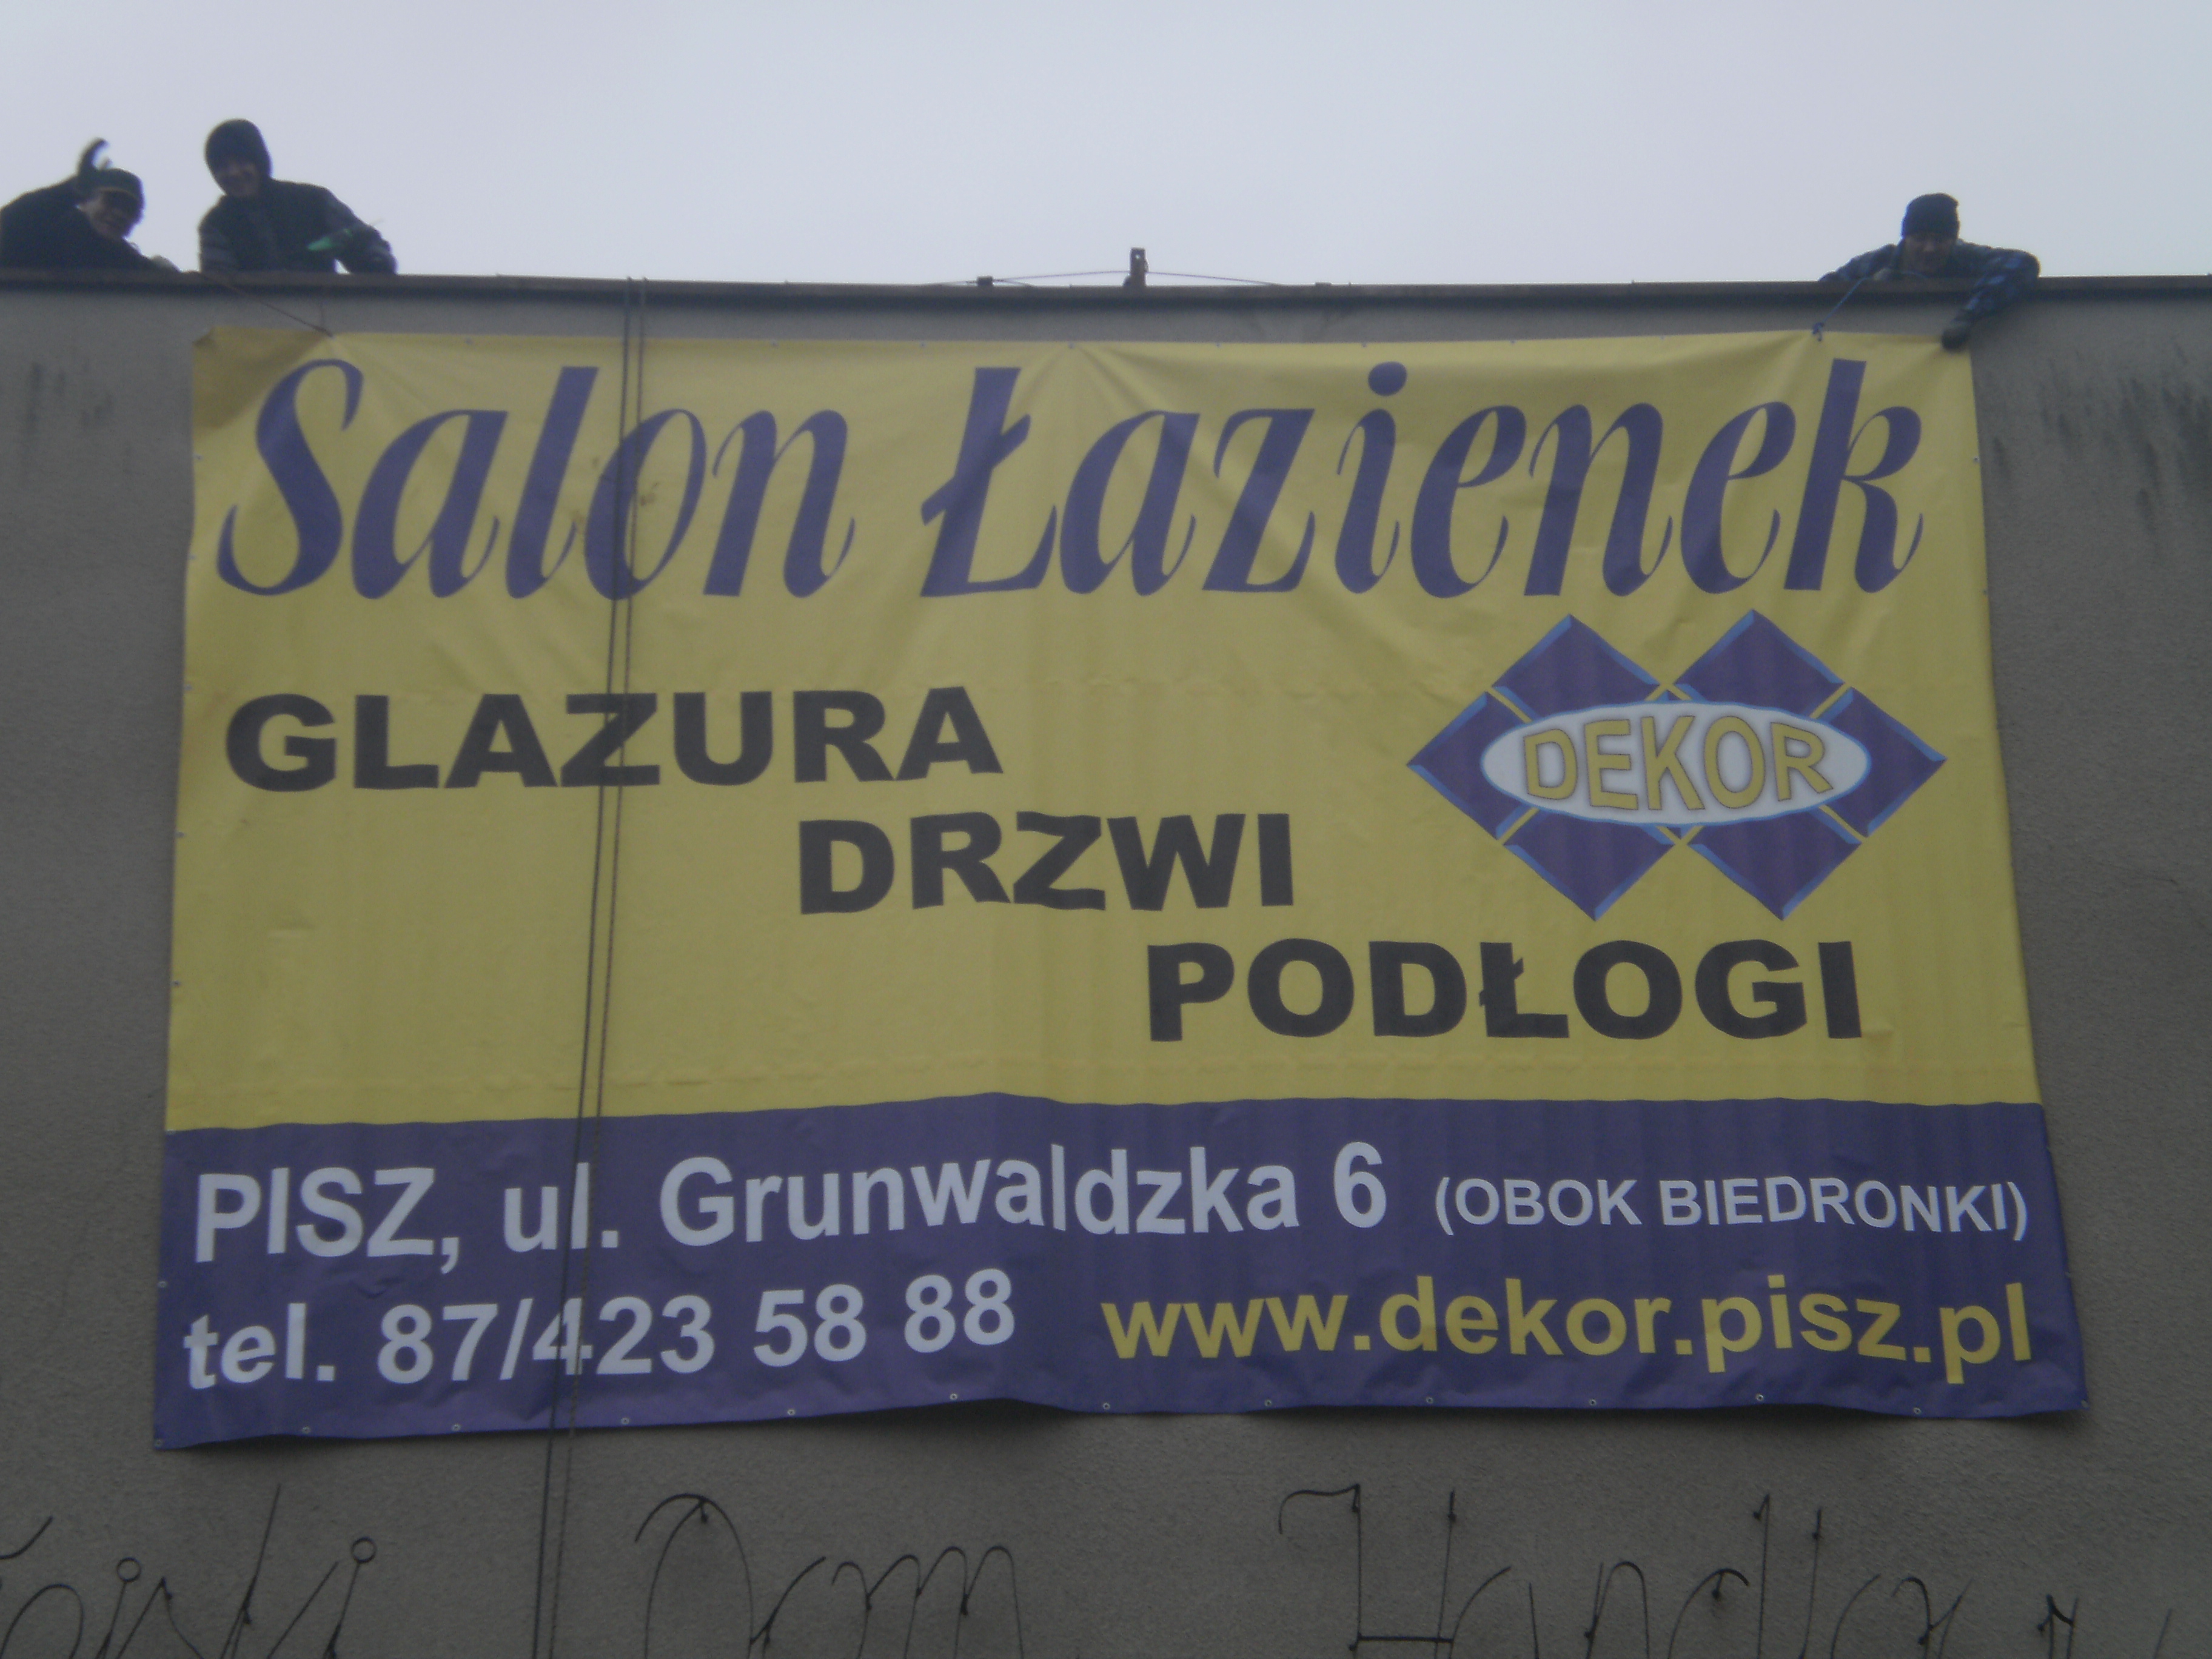 Salon Łazienek
GLAZURA
DEKOR
DRZWI
PODŁOGI
PISZ, ul. Grunwaldzka 6 (OBOK BIEDRONKI)
tel. 87/423 58 88 www.dekor.pisz.pl
Dom